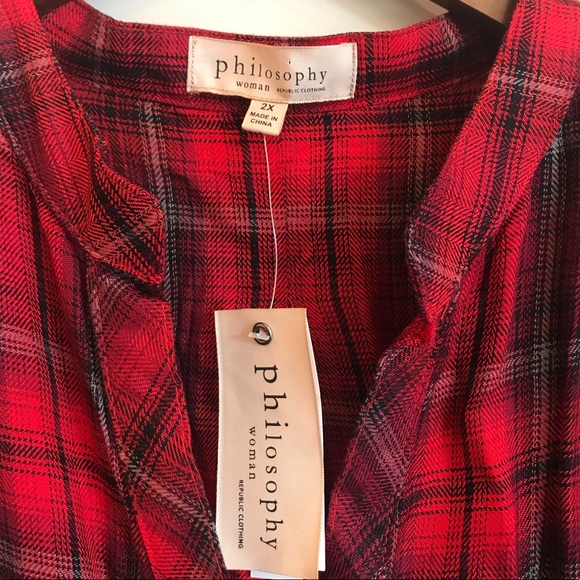 philosophy
woman REPUBLIC CLOTHING
2X
MADE IN
CHINA
philosophy
woman
REPUBLIC CLOTHING